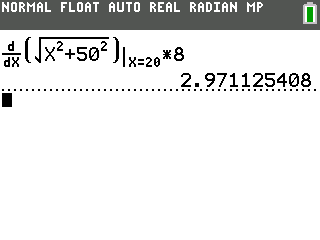 NORMAL FLOAT AUTO REAL RADIAN MP
d/dX(√X²+50²)|X=20*8
2.971125408